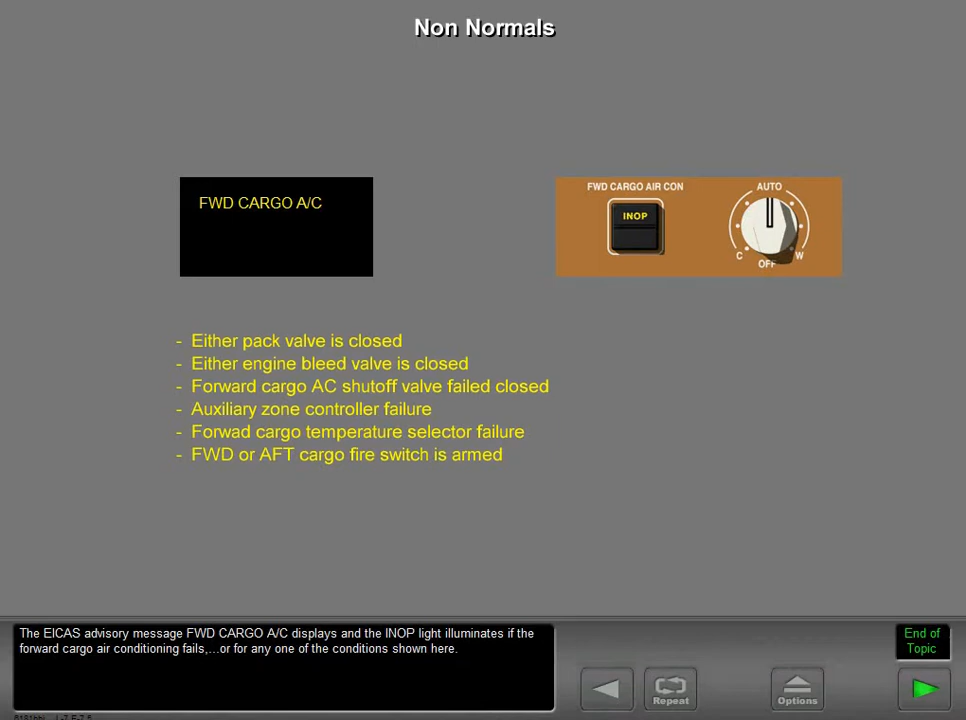 Non Normals
FWD CARGO A/C
FWD CARGO AIR CON
AUTO
INOP
C
W
OFF
- Either pack valve is closed
- Either engine bleed valve is closed
- Forward cargo AC shutoff valve failed closed
- Auxiliary zone controller failure
- Forwad cargo temperature selector failure
- FWD or AFT cargo fire switch is armed
The EICAS advisory message FWD CARGO A/C displays and the INOP light illuminates if the
forward cargo air conditioning fails,...or for any one of the conditions shown here.
End of
Topic
Repeat
Options